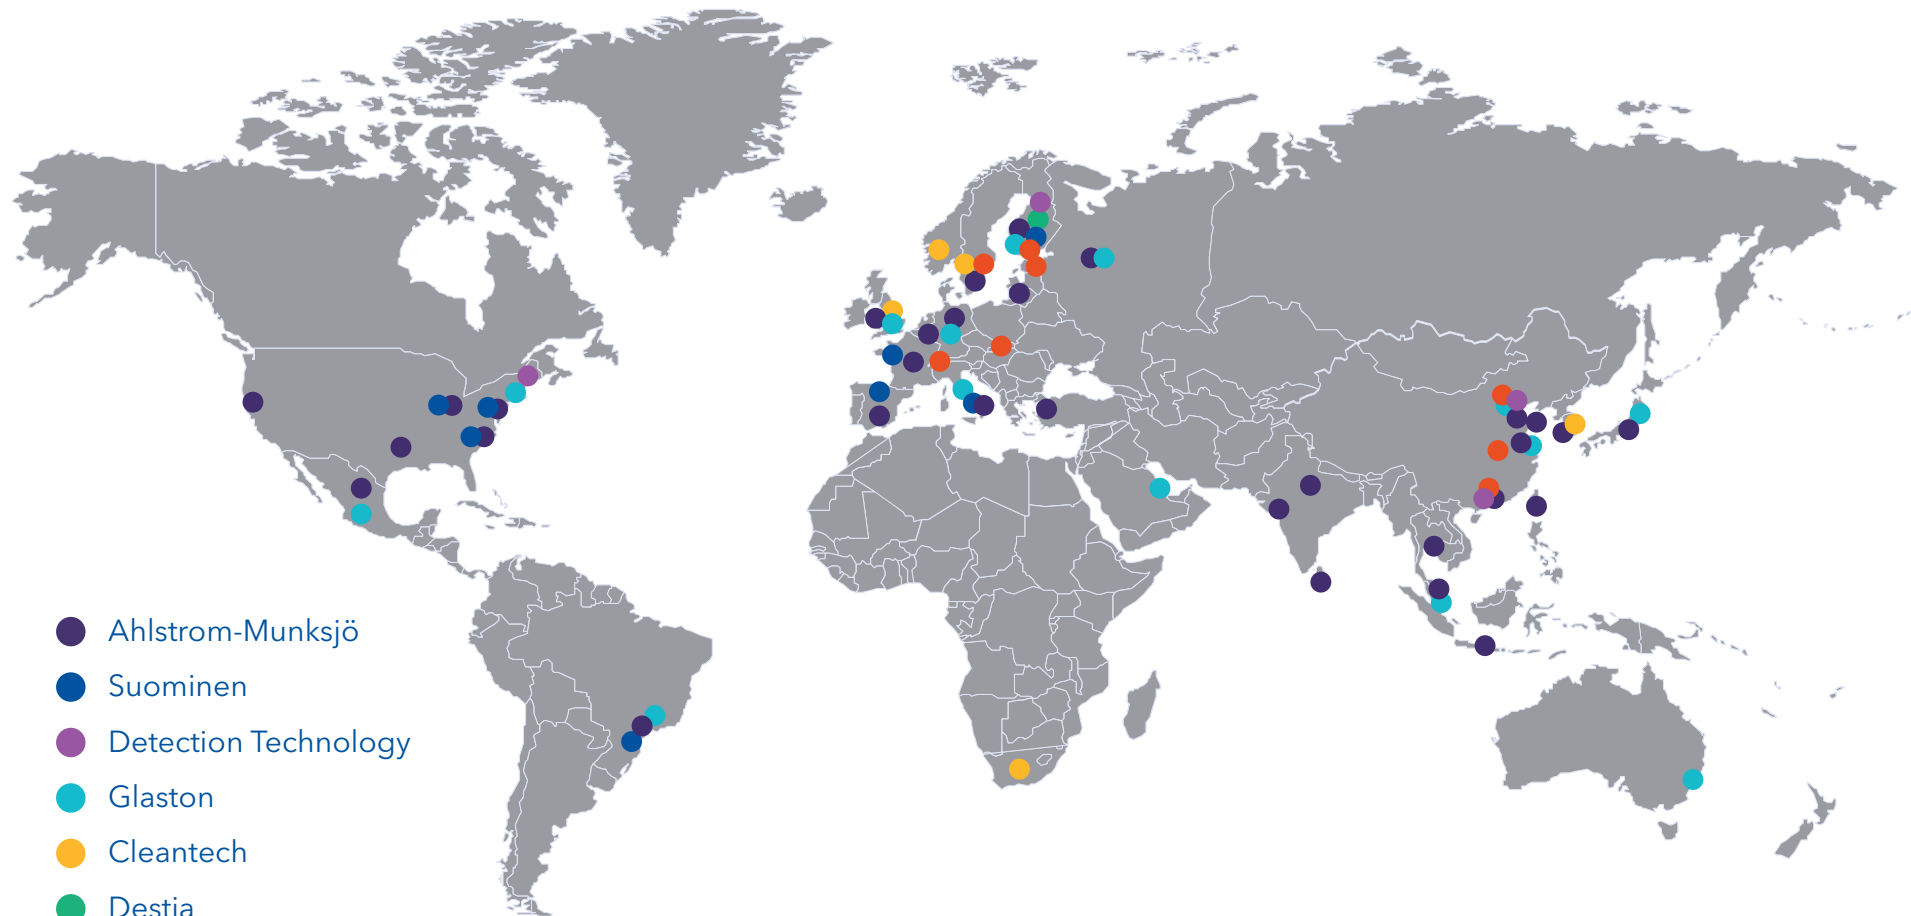 Ahlstrom-Munksjö
Suominen
Detection Technology
Glaston
Cleantech
Destia